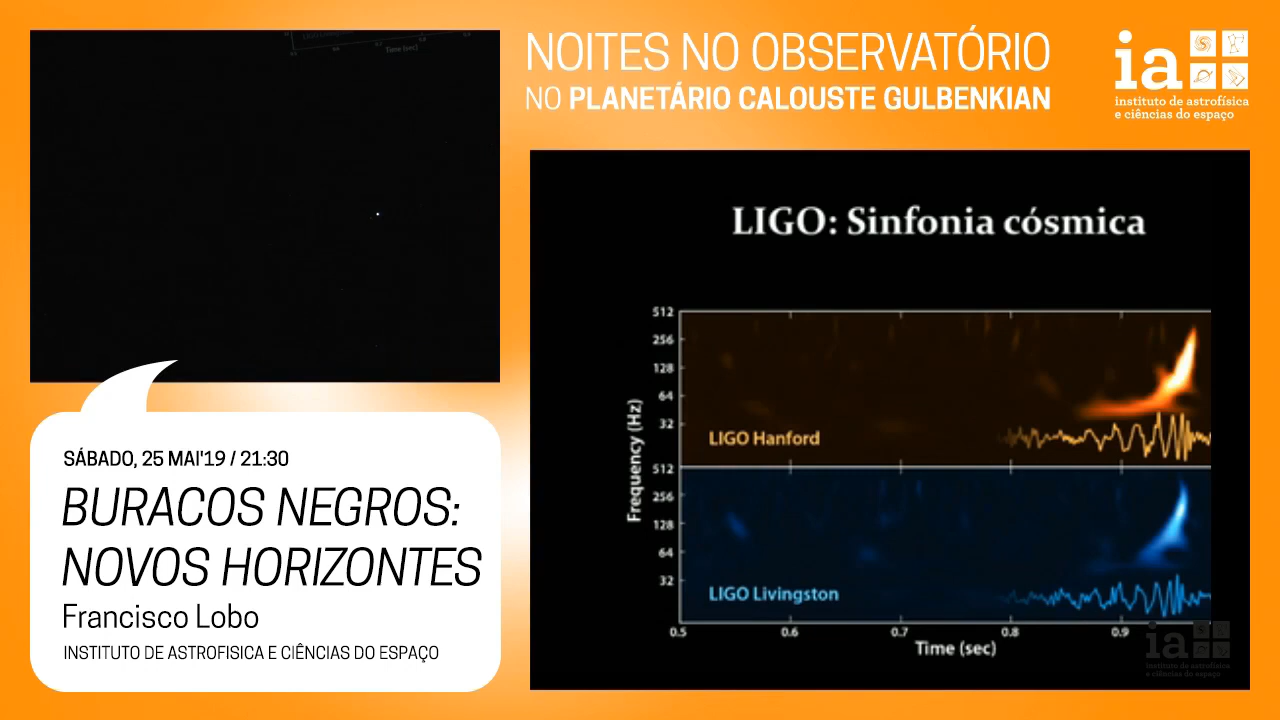 Time (sec)
NOITES NO OBSERVATÓRIO
NO PLANETÁRIO CALOUSTE GULBENKIAN
ia
instituto de astrofísica
e ciências do espaço
SÁBADO, 25 MAI'19 / 21:30
BURACOS NEGROS:
NOVOS HORIZONTES
Francisco Lobo
INSTITUTO DE ASTROFISICA E CIÊNCIAS DO ESPAÇO
LIGO: Sinfonia cósmica
Frequency (Hz)
512
256
128
64
32
LIGO Hanford
512
256
128
64
32
LIGO Livingston
0.5 0.6 0.7 0.8 0.9
Time (sec)
ia
instituto de astrofísica
e ciências do espaço